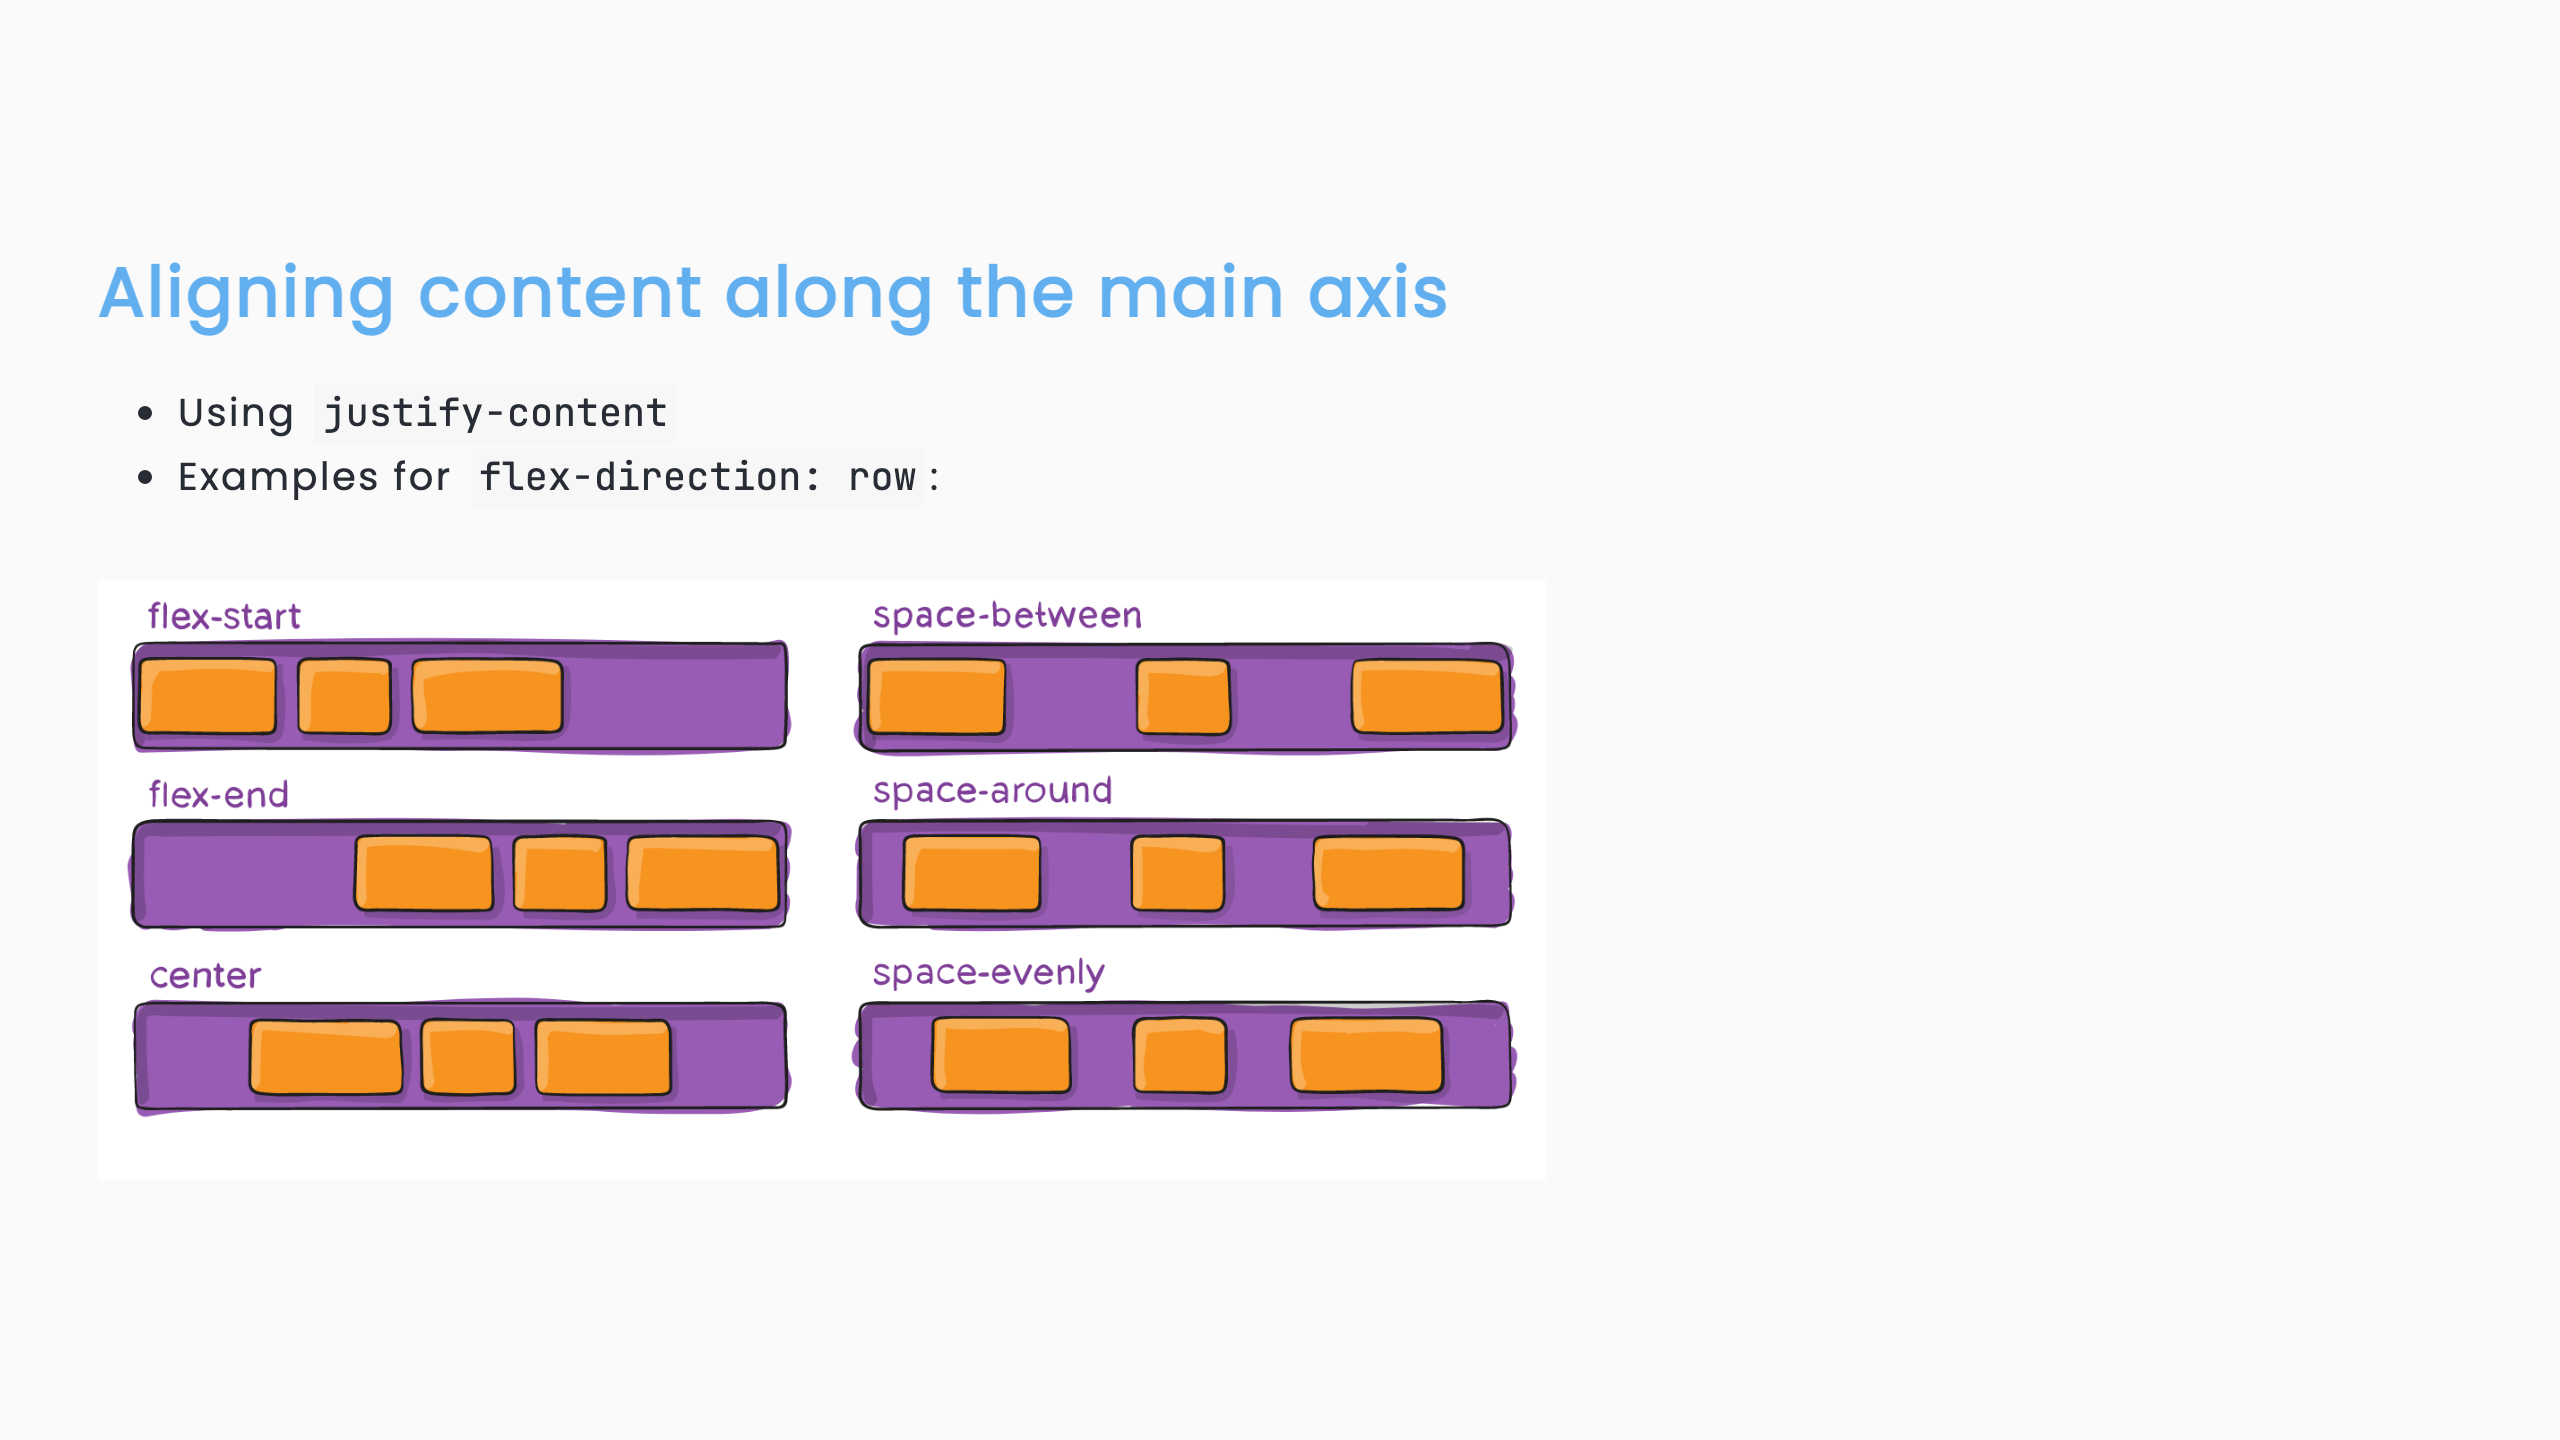 Aligning content along the main axis
• Using justify-content
• Examples for flex-direction: row:
flex-start
space-between
flex-end
space-around
center
space-evenly